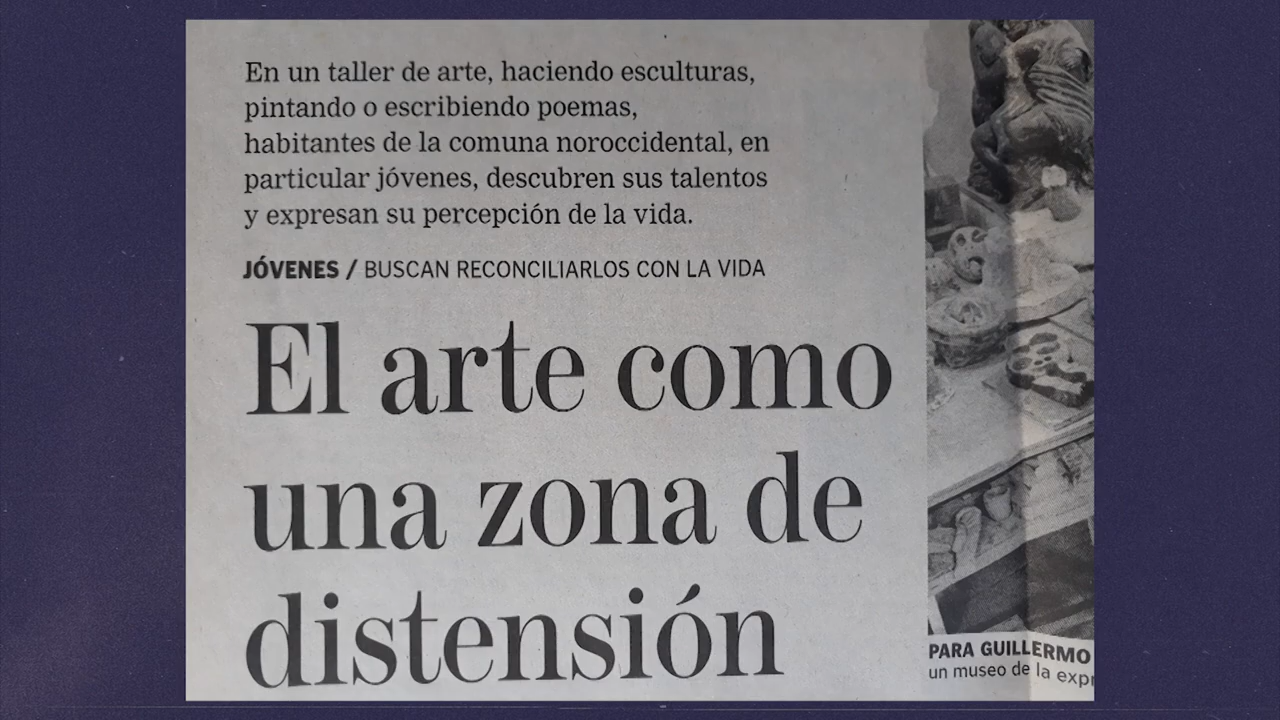 En un taller de arte, haciendo esculturas,
pintando o escribiendo poemas,
habitantes de la comuna noroccidental, en
particular jóvenes, descubren sus talentos
y expresan su percepción de la vida.
JÓVENES / BUSCAN RECONCILIARLOS CON LA VIDA
El arte como
una zona de
distensión
PARA GUILLERMO
un museo de la expr